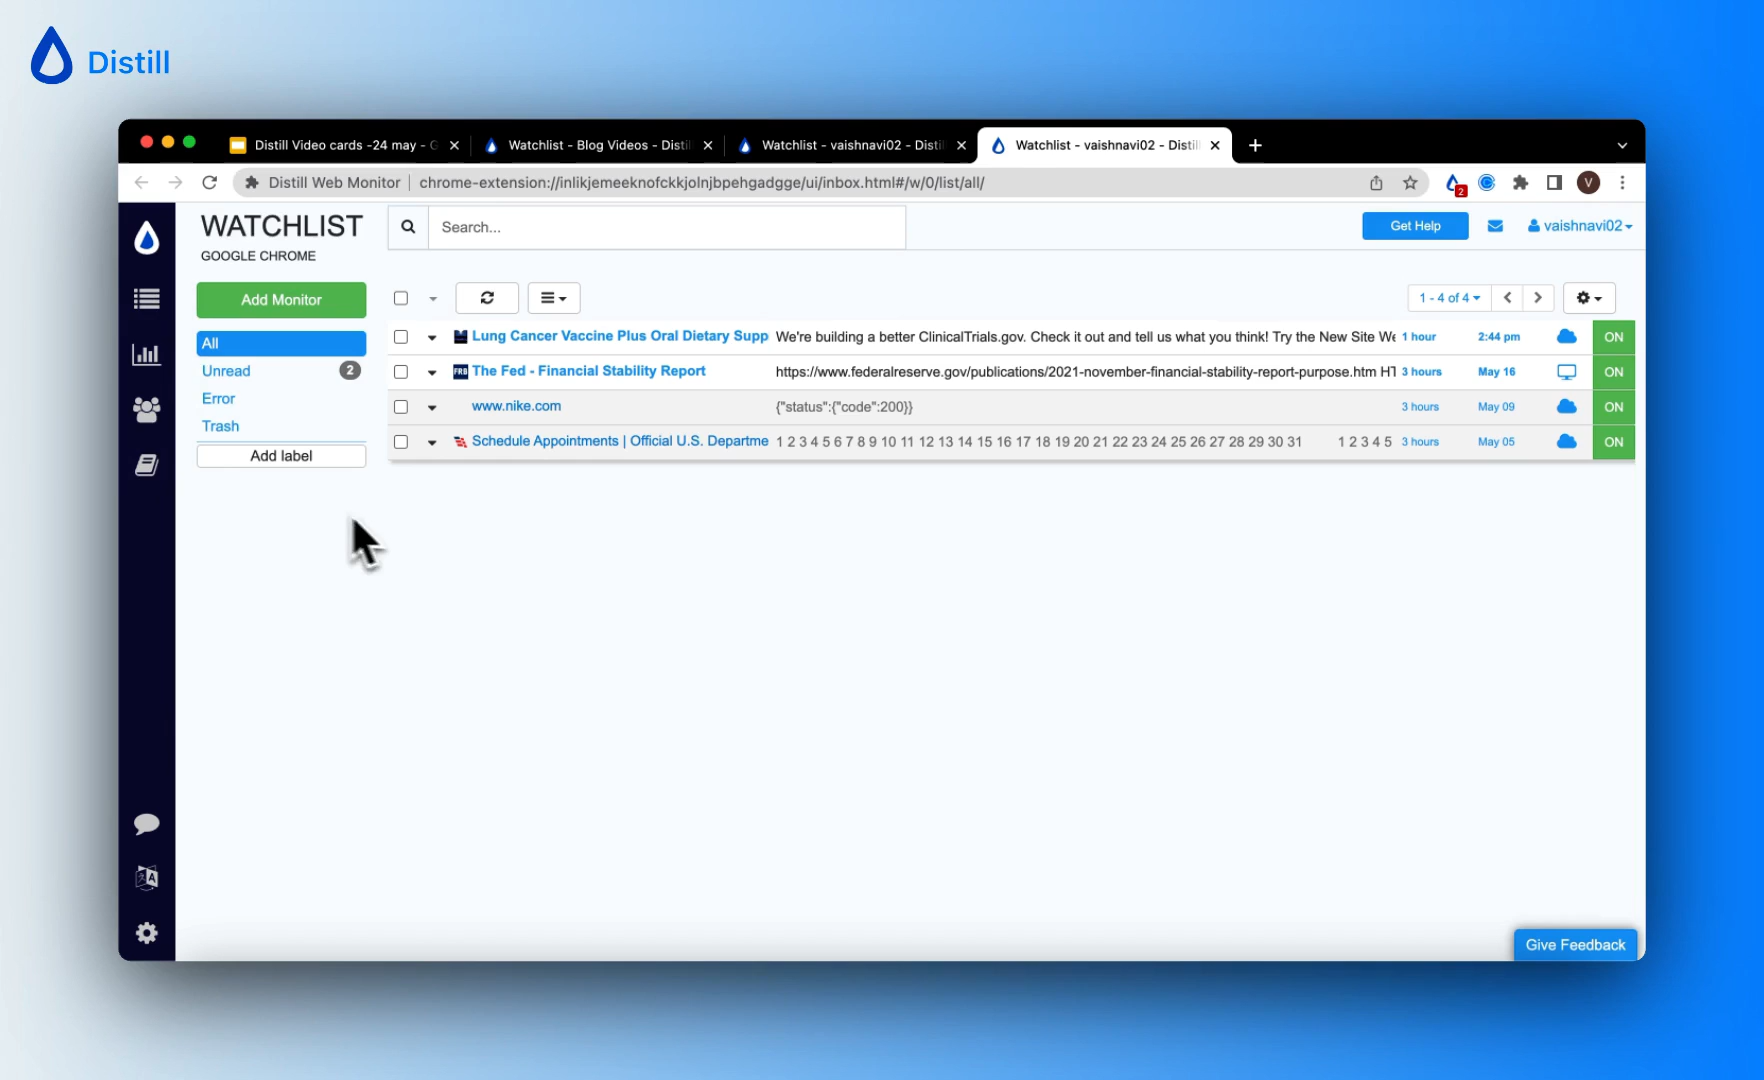 Distill
Distill Video cards -24 may - G
Watchlist - Blog Videos - Distil
Watchlist - vaishnavi02 - Distil
Watchlist - vaishnavi02 - Distil
Distill Web Monitor
chrome-extension://inlikjemeeknofckkjolnjbpehgadgge/ui/inbox.html#/w/0/list/all/
2
V
WATCHLIST
GOOGLE CHROME
Search...
Get Help
vaishnavi02
Add Monitor
1 - 4 of 4
All
Unread 2
Error
Trash
Add label
Lung Cancer Vaccine Plus Oral Dietary Supp We're building a better ClinicalTrials.gov. Check it out and tell us what you think! Try the New Site We 1 hour 2:44 pm ON
FRB The Fed - Financial Stability Report https://www.federalreserve.gov/publications/2021-november-financial-stability-report-purpose.htm HT 3 hours May 16 ON
www.nike.com {"status":{"code":200}} 3 hours May 09 ON
Schedule Appointments | Official U.S. Departme 1 2 3 4 5 6 7 8 9 10 11 12 13 14 15 16 17 18 19 20 21 22 23 24 25 26 27 28 29 30 31 1 2 3 4 5 3 hours May 05 ON
A
Give Feedback